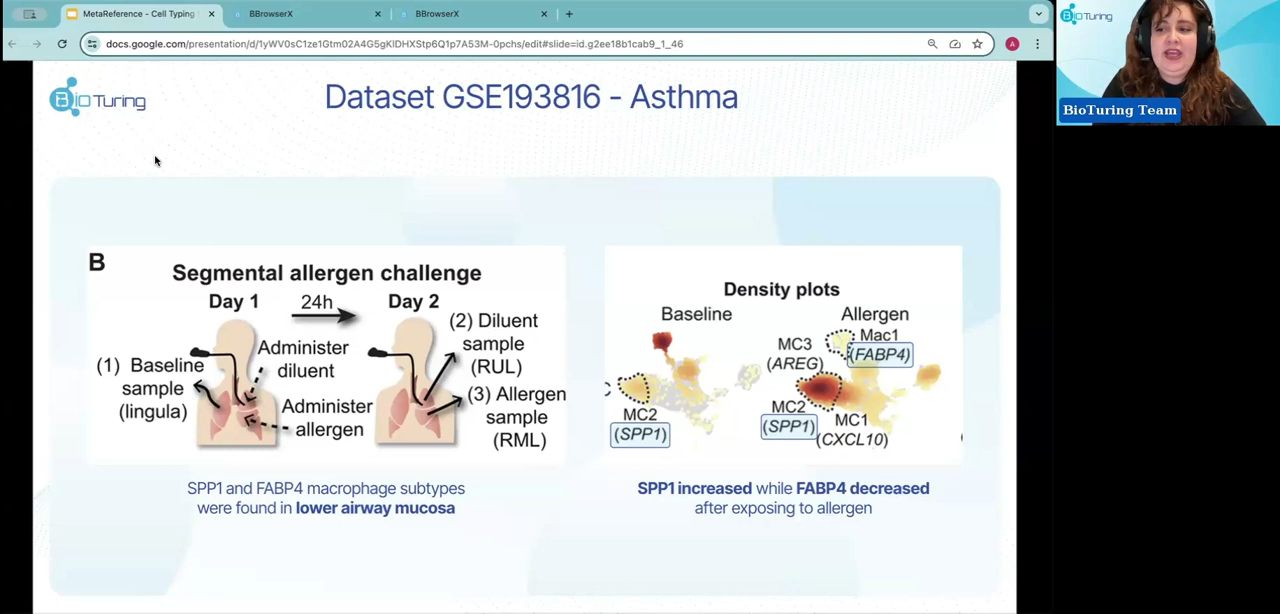 MetaReference - Cell Typing
BBrowserX
BBrowserX
docs.google.com/presentation/d/1yWV0sC1ze1Gtm02A4G5gKlDHXStp6Q1p7A53M-0pchs/edit#slide=id.g2ee18b1cab9_1_46
A
BioTuring
BioTuring Team
BioTuring
Dataset GSE193816 - Asthma
B
Segmental allergen challenge
Day 1
24h
Day 2
(1) Baseline
sample
(lingula)
Administer
diluent
Administer
allergen
(2) Diluent
sample
(RUL)
(3) Allergen
sample
(RML)
SPP1 and FABP4 macrophage subtypes
were found in lower airway mucosa
Density plots
Baseline
Allergen
MC2
(SPP1)
MC3
(AREG)
Mac1
(FABP4)
MC2
(SPP1)
MC1
(CXCL10)
SPP1 increased while FABP4 decreased
after exposing to allergen